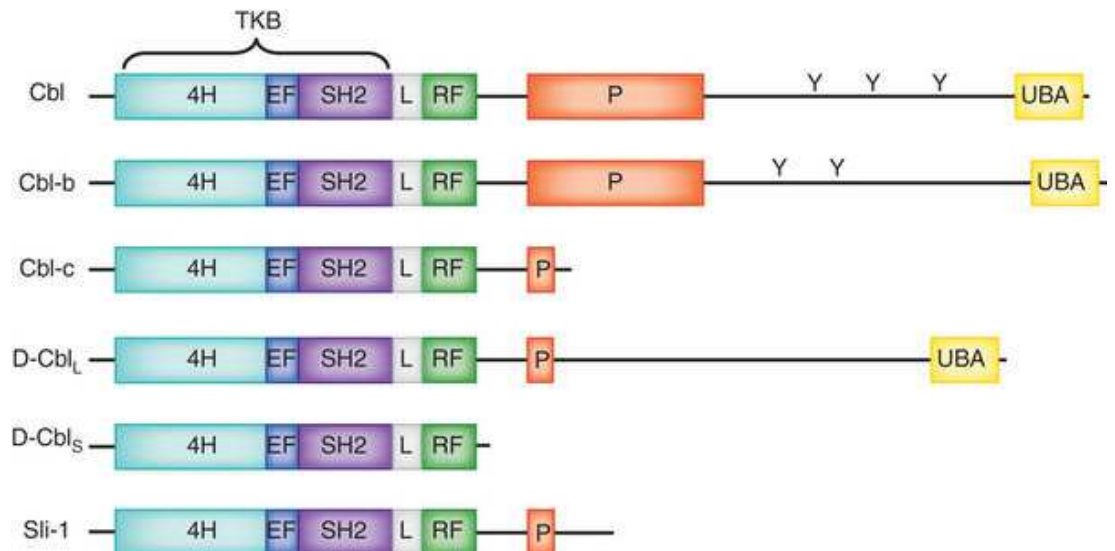 TKB
Cbl 4H EF SH2 L RF P Y Y Y UBA
Cbl-b 4H EF SH2 L RF P Y Y UBA
Cbl-c 4H EF SH2 L RF P
D-Cbl_L 4H EF SH2 L RF P UBA
D-Cbl_S 4H EF SH2 L RF
Sli-1 4H EF SH2 L RF P